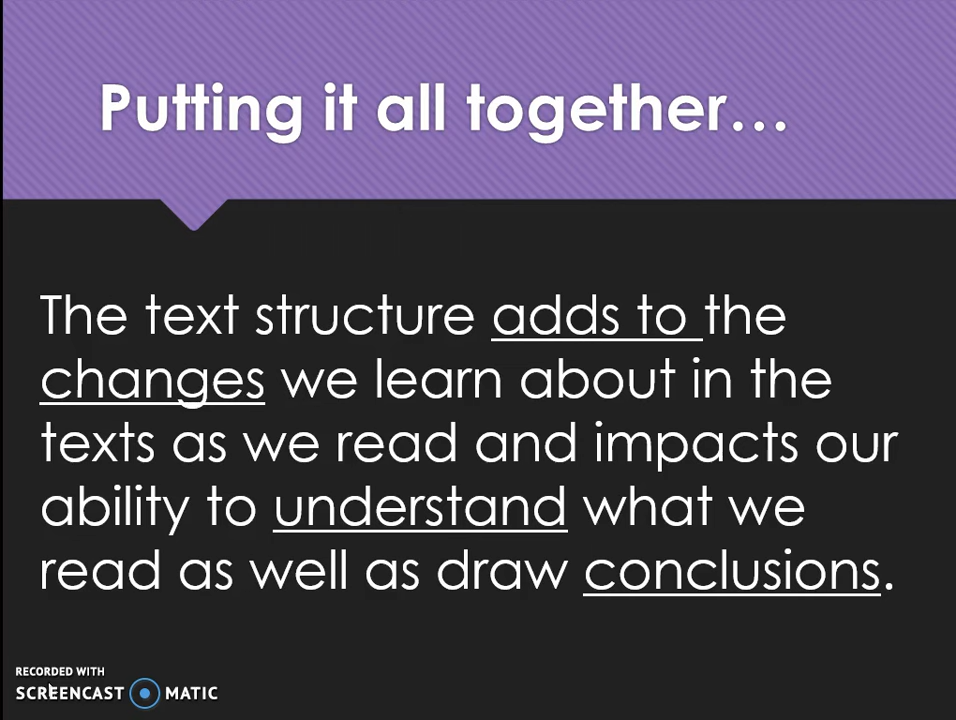 Putting it all together…
The text structure adds to the
changes we learn about in the
texts as we read and impacts our
ability to understand what we
read as well as draw conclusions.
RECORDED WITH
SCREENCAST MATIC